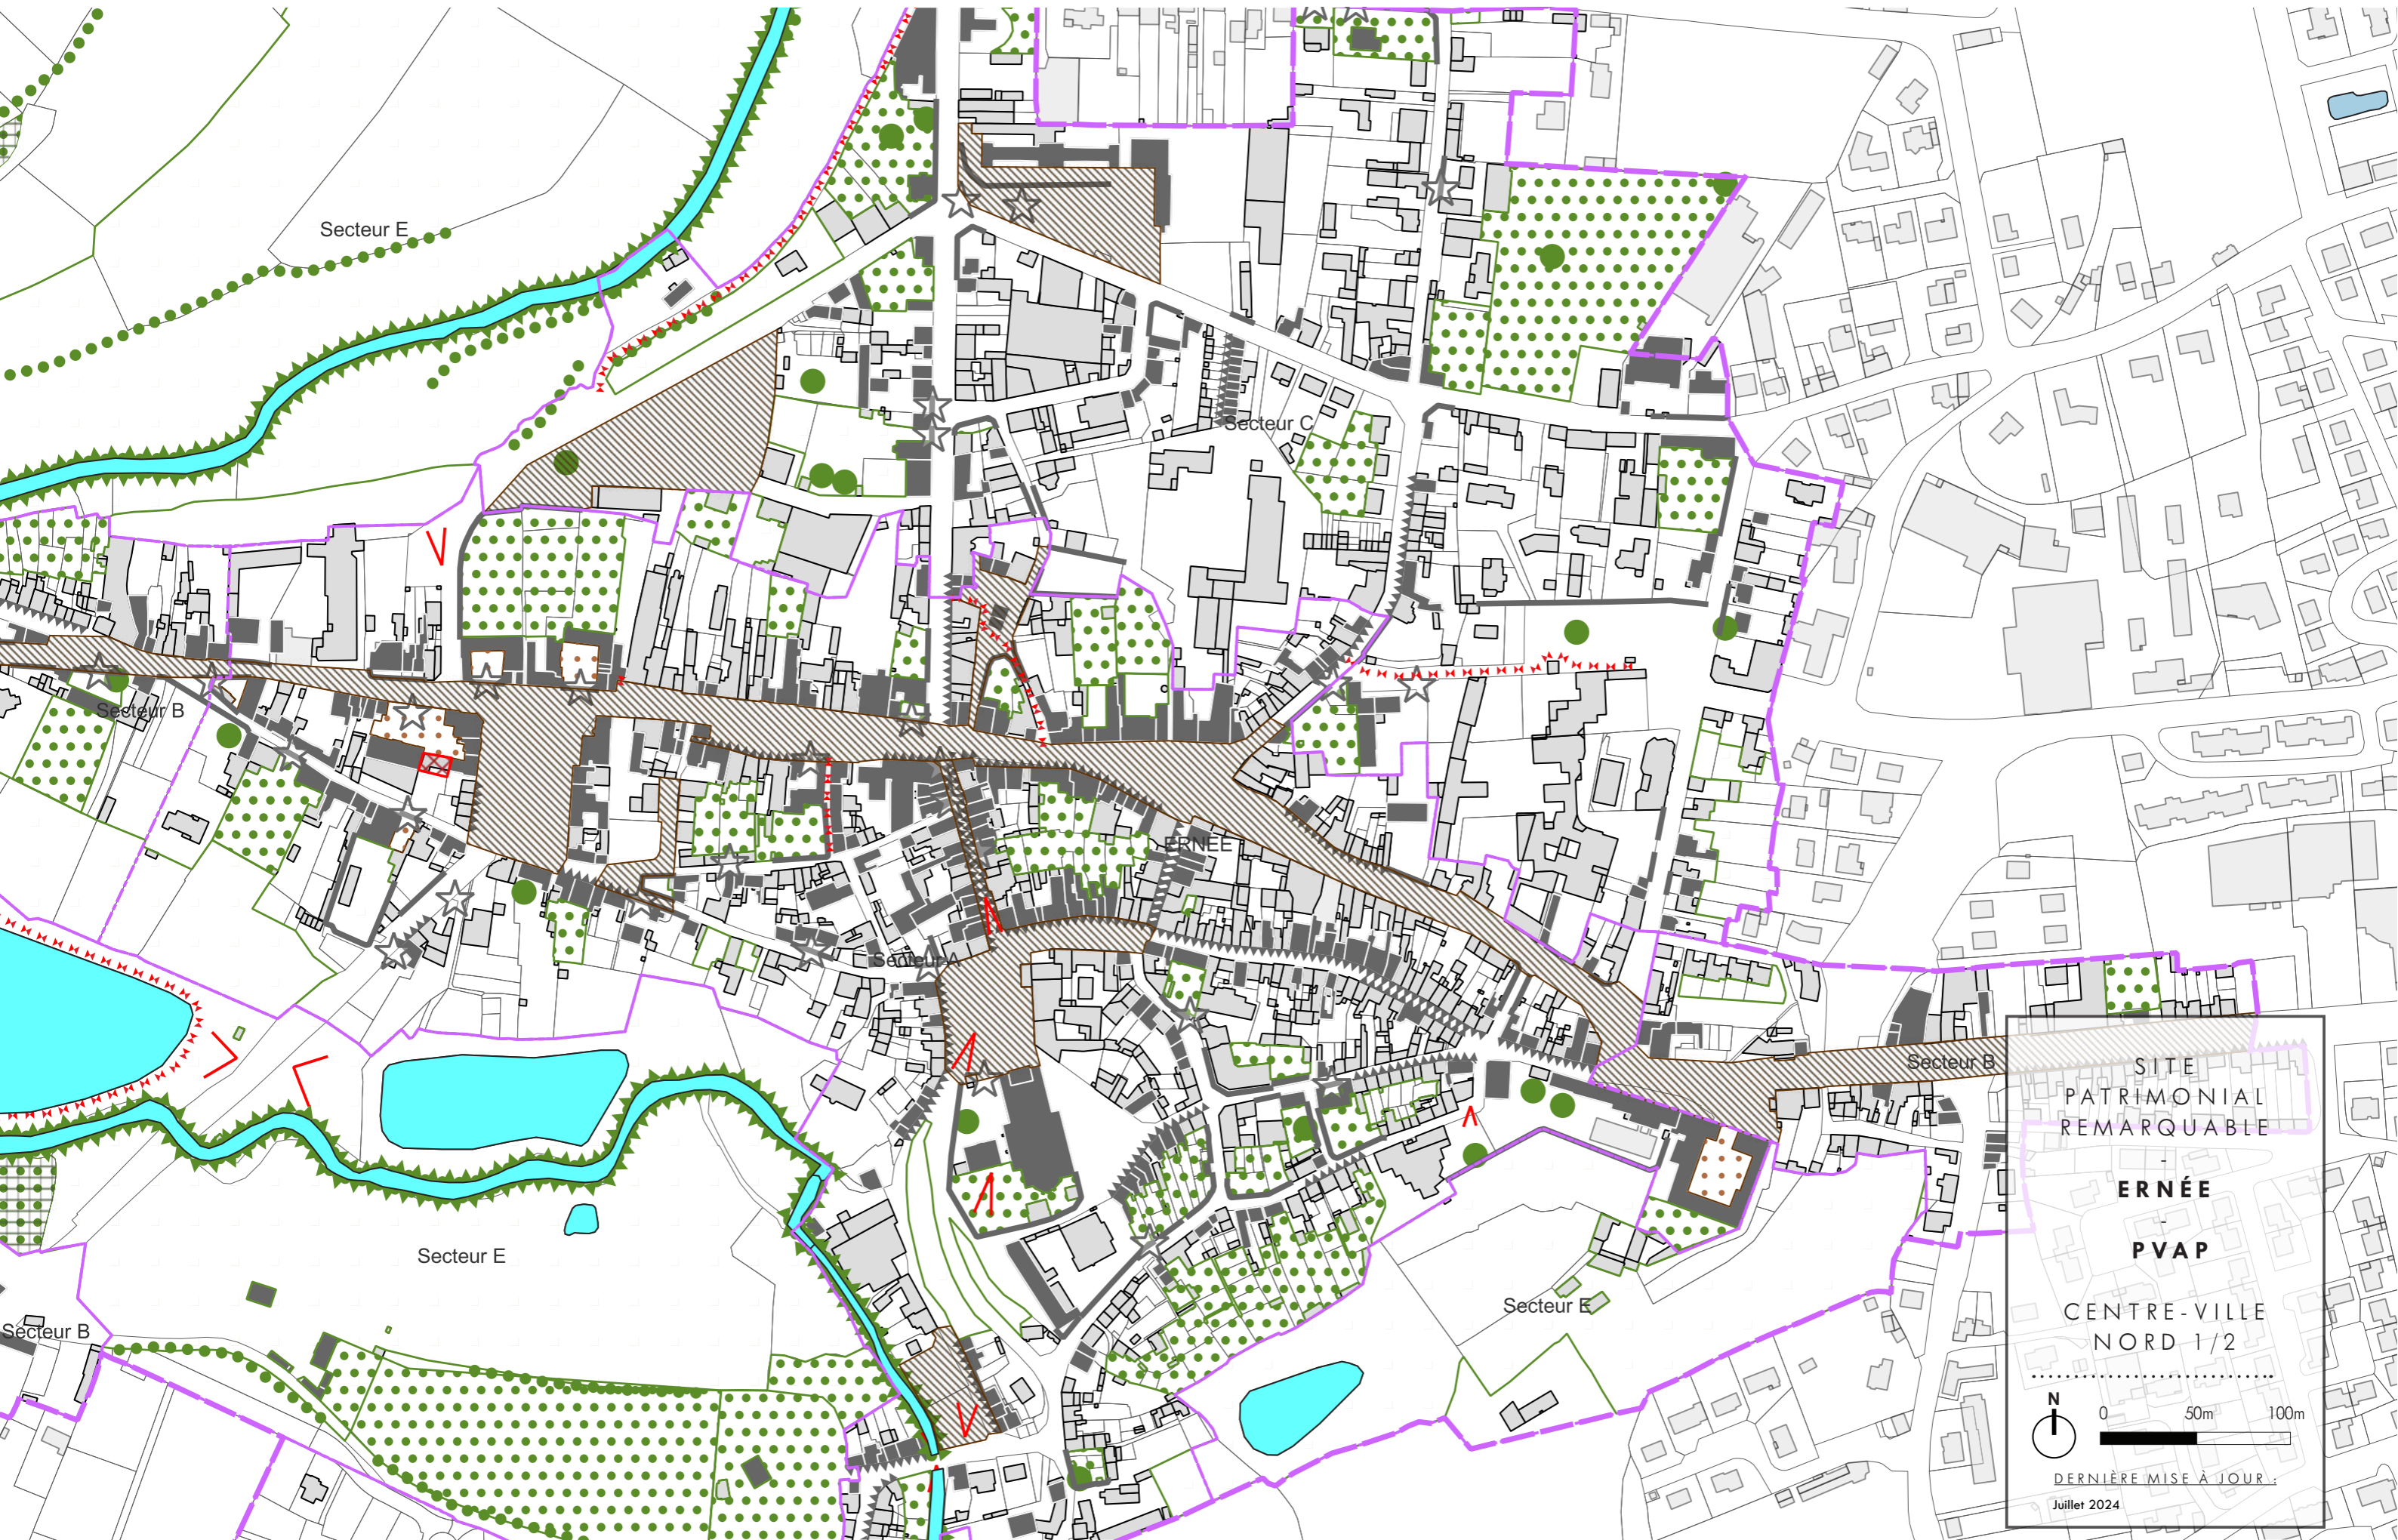 Secteur E
Secteur C
Secteur B
ERNÉE
Secteur A
Secteur B
Secteur E
Secteur E
Secteur B
SITE
PATRIMONIAL
REMARQUABLE
-
ERNÉE
-
PVAP
CENTRE-VILLE
NORD 1/2
N
0 50m 100m
DERNIÈRE MISE À JOUR :
Juillet 2024